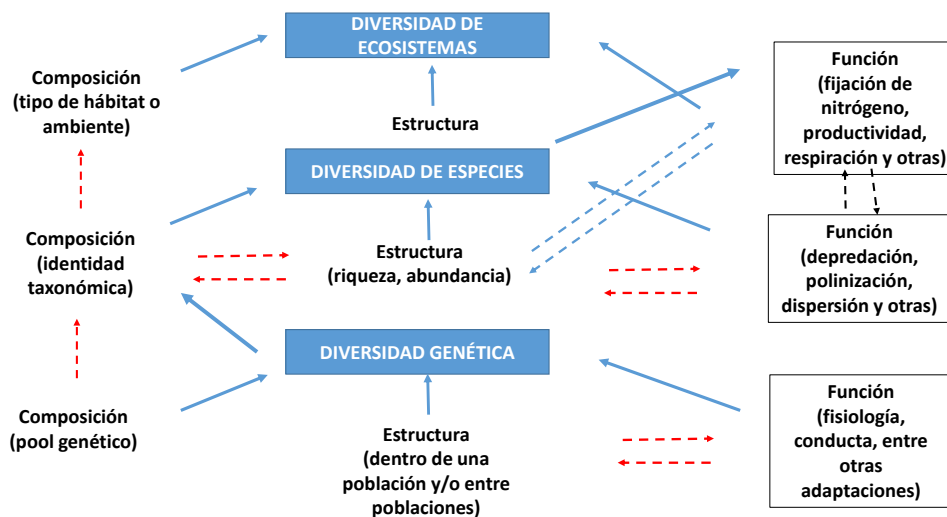 DIVERSIDAD DE
ECOSISTEMAS
Composición
(tipo de hábitat o
ambiente)
Estructura
Función
(fijación de
nitrógeno,
productividad,
respiración y otras)
DIVERSIDAD DE ESPECIES
Composición
(identidad
taxonómica)
Estructura
(riqueza, abundancia)
Función
(depredación,
polinización,
dispersión y otras)
DIVERSIDAD GENÉTICA
Composición
(pool genético)
Estructura
(dentro de una
población y/o entre
poblaciones)
Función
(fisiología,
conducta, entre
otras
adaptaciones)